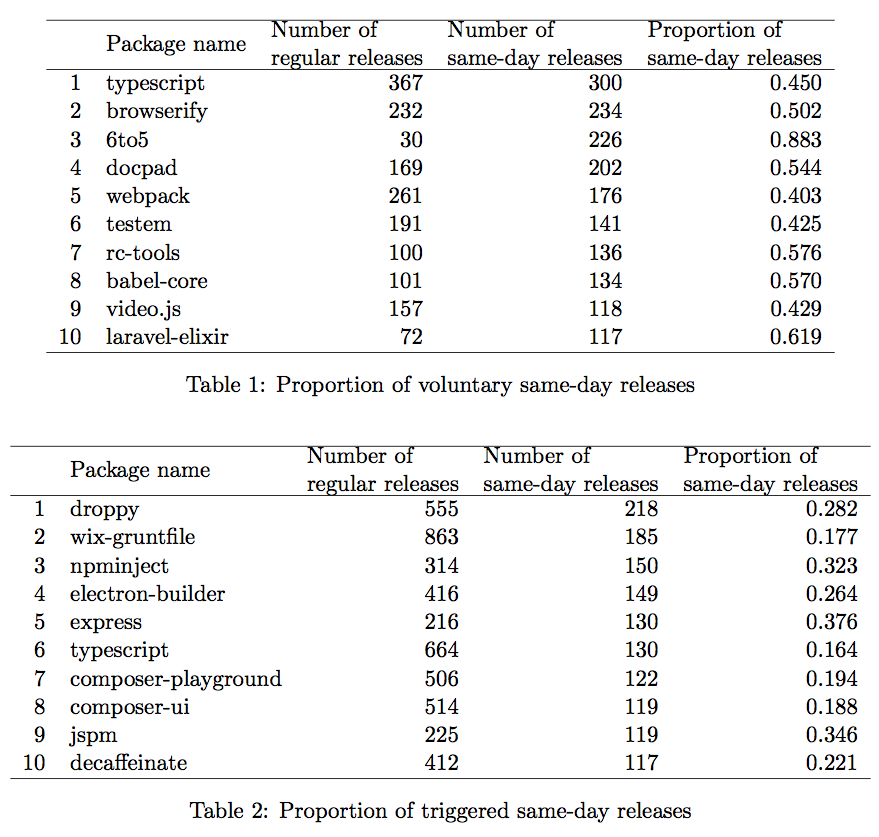 Package name Number of regular releases Number of same-day releases Proportion of same-day releases
1 typescript 367 300 0.450
2 browserify 232 234 0.502
3 6to5 30 226 0.883
4 docpad 169 202 0.544
5 webpack 261 176 0.403
6 testem 191 141 0.425
7 rc-tools 100 136 0.576
8 babel-core 101 134 0.570
9 video.js 157 118 0.429
10 laravel-elixir 72 117 0.619
Table 1: Proportion of voluntary same-day releases
Package name Number of regular releases Number of same-day releases Proportion of same-day releases
1 droppy 555 218 0.282
2 wix-gruntfile 863 185 0.177
3 npminject 314 150 0.323
4 electron-builder 416 149 0.264
5 express 216 130 0.376
6 typescript 664 130 0.164
7 composer-playground 506 122 0.194
8 composer-ui 514 119 0.188
9 jspm 225 119 0.346
10 decaffeinate 412 117 0.221
Table 2: Proportion of triggered same-day releases